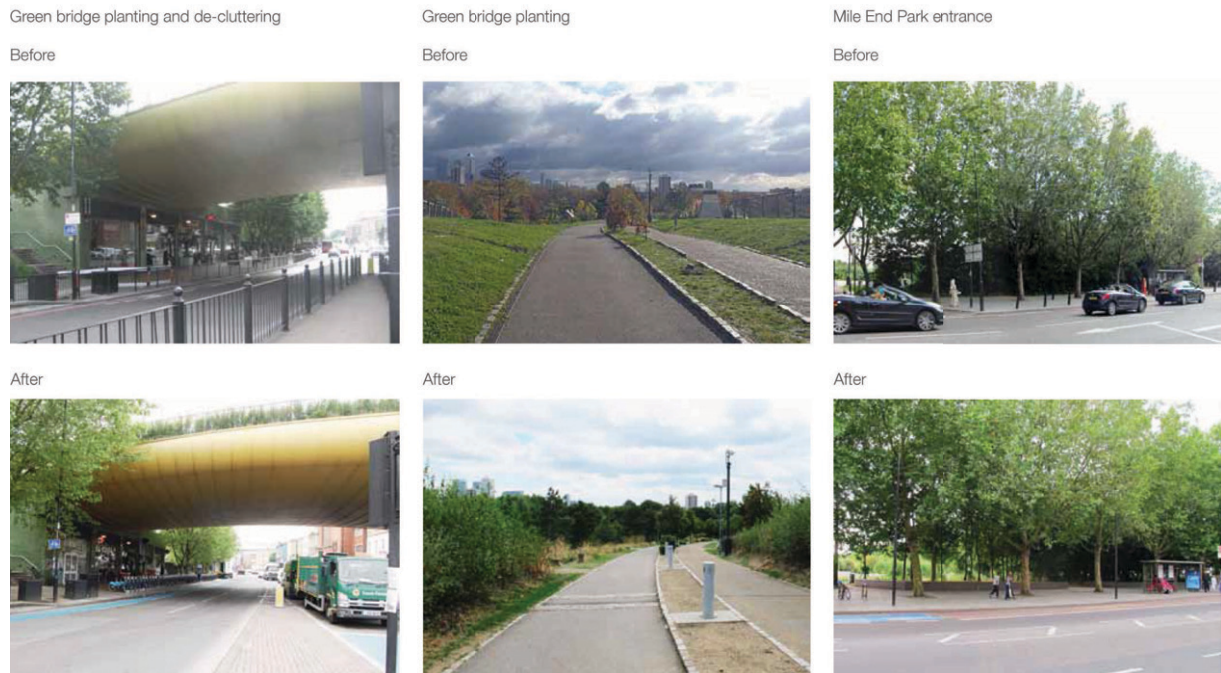 Green bridge planting and de-cluttering
Before
After
Green bridge planting
Before
After
Mile End Park entrance
Before
After